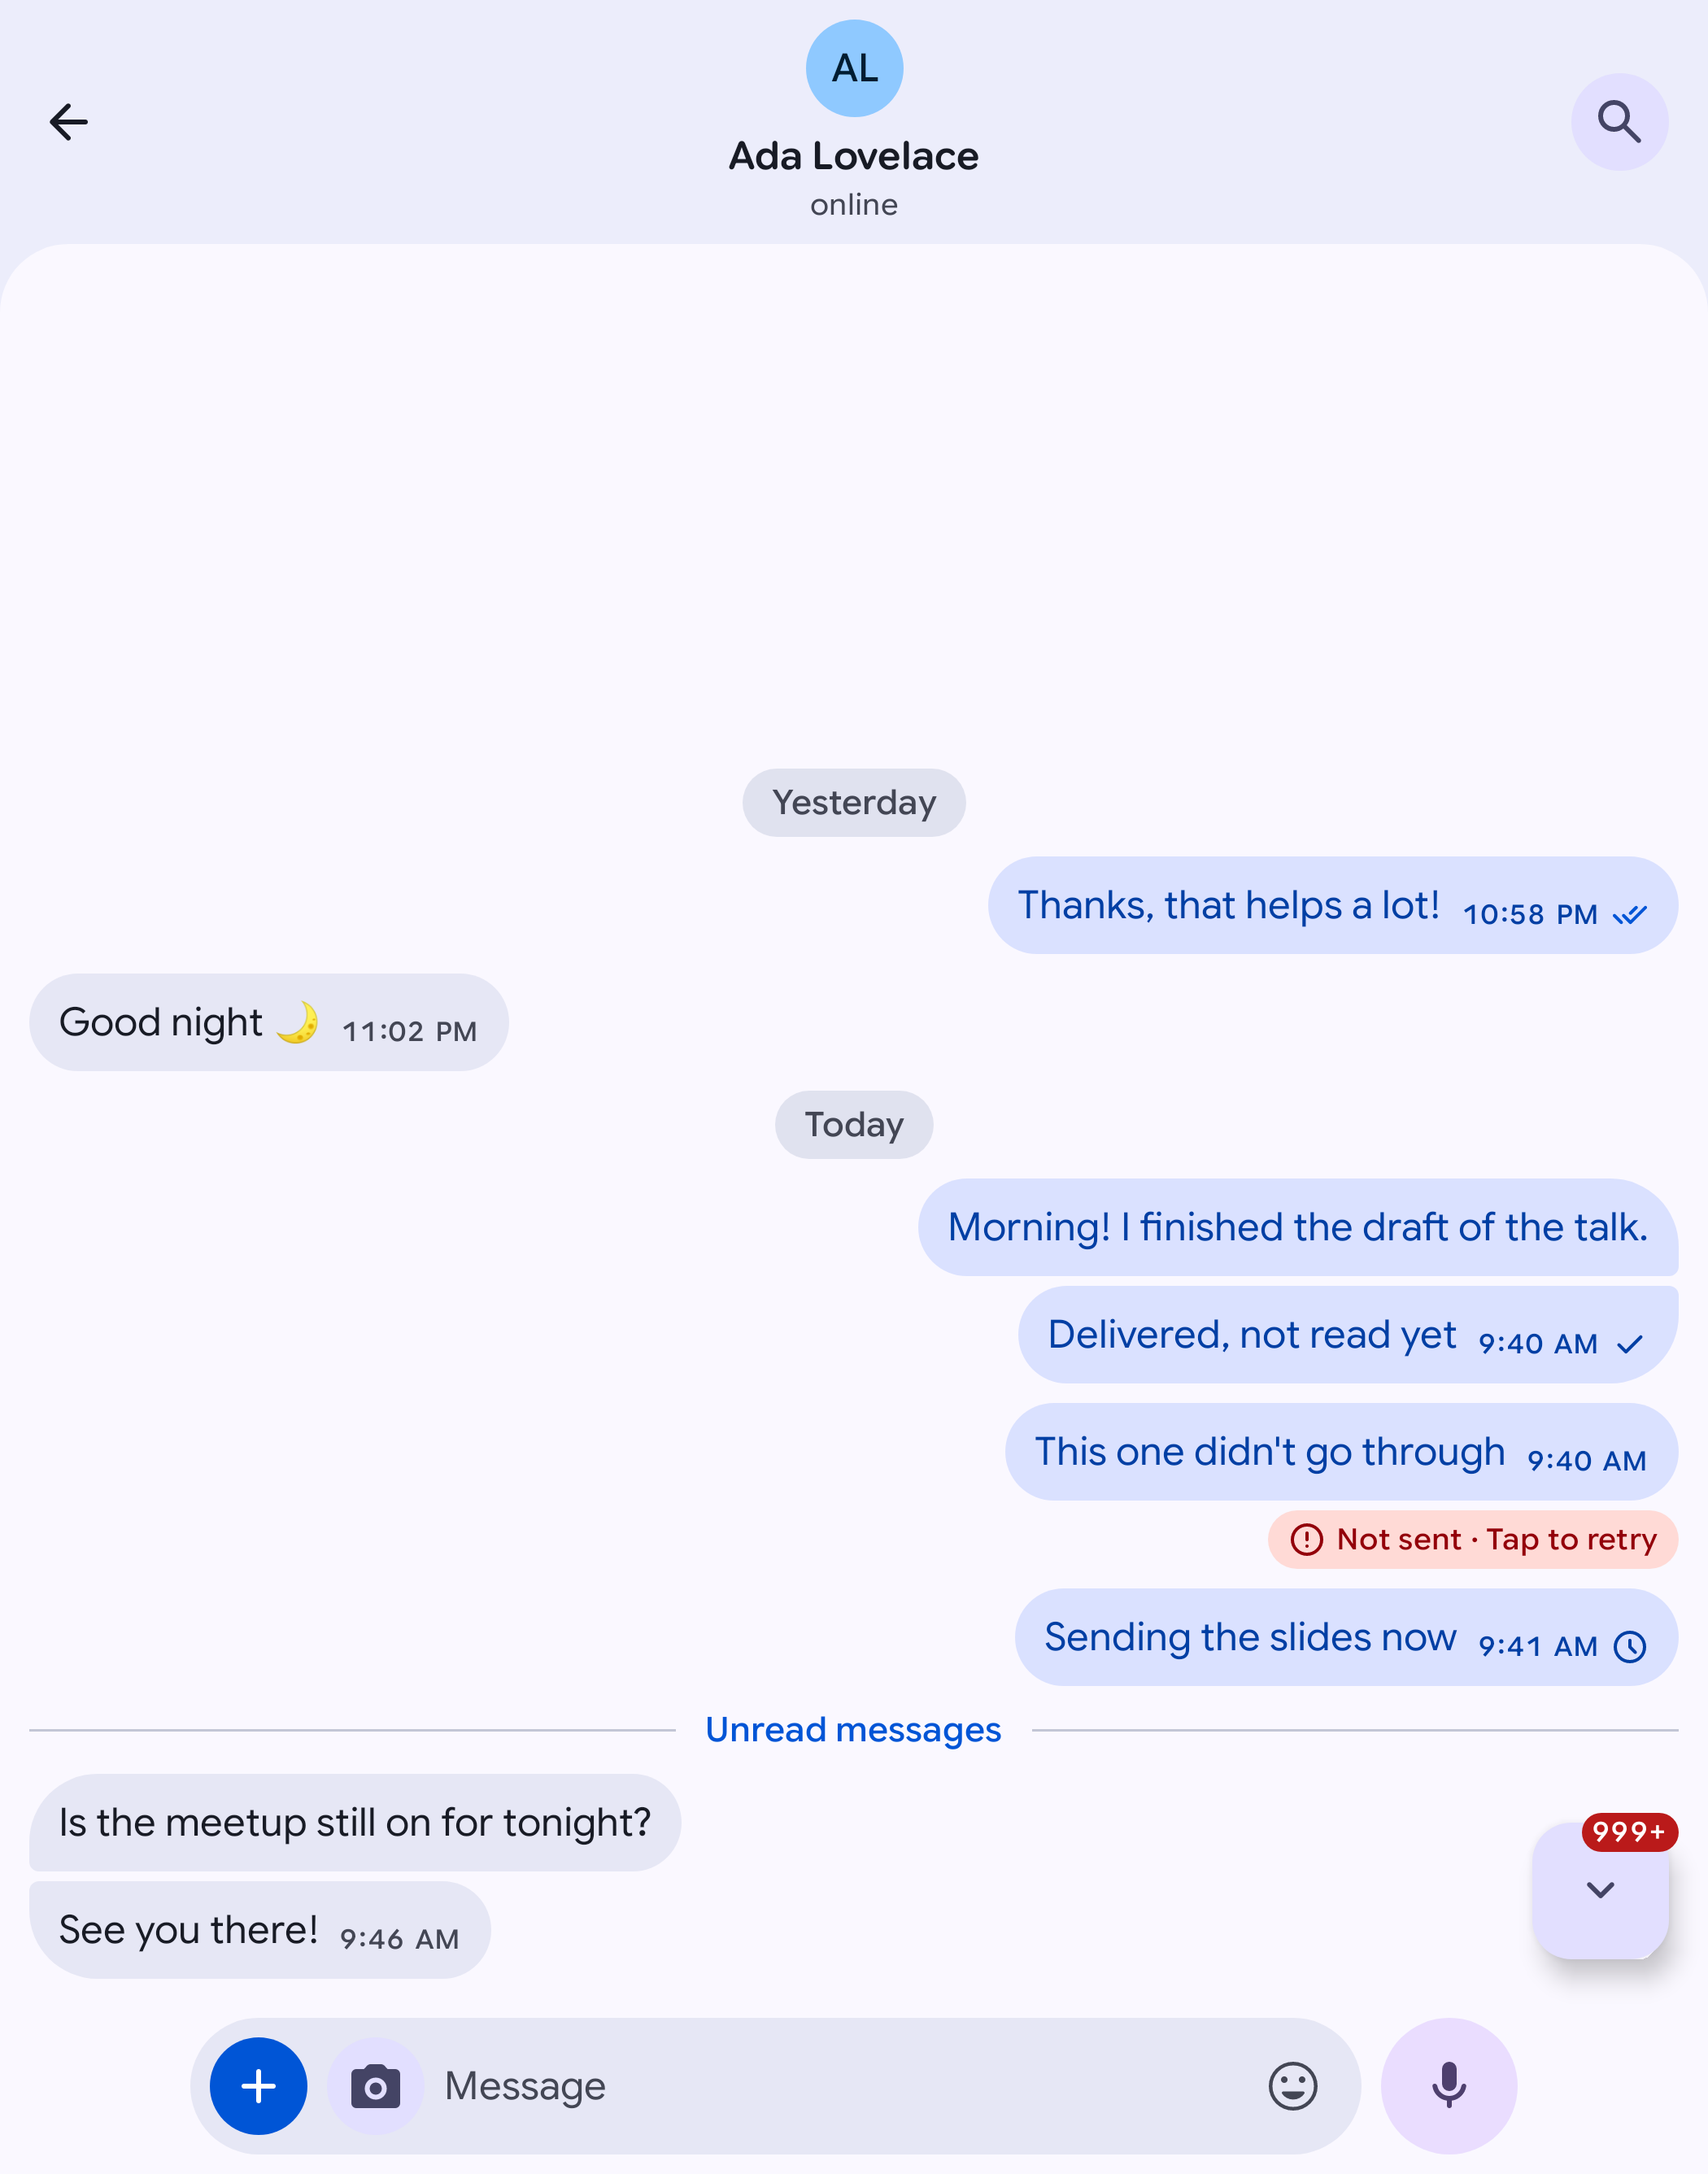 AL
Ada Lovelace
online
Yesterday
Thanks, that helps a lot! 10:58 PM
Good night 🌙 11:02 PM
Today
Morning! I finished the draft of the talk.
Delivered, not read yet 9:40 AM
This one didn't go through 9:40 AM
Not sent · Tap to retry
Sending the slides now 9:41 AM
Unread messages
Is the meetup still on for tonight?
999+
See you there! 9:46 AM
Message